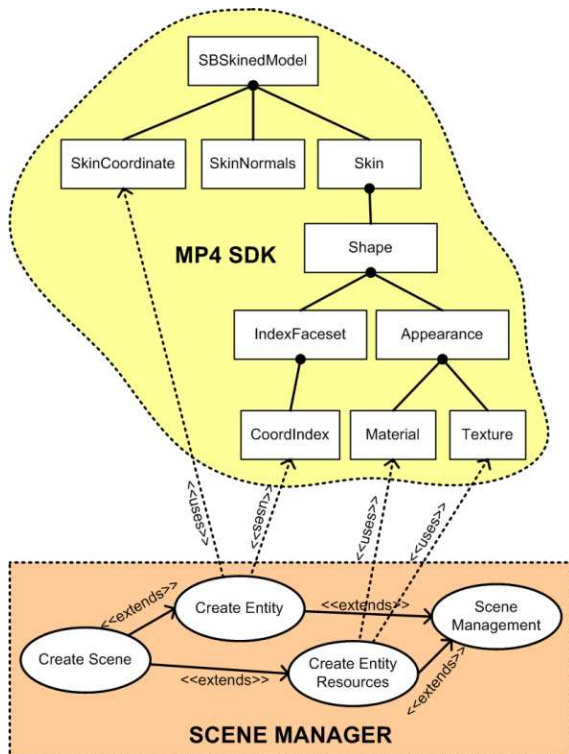 SBSkinedModel
SkinCoordinate
SkinNormals
Skin
Shape
MP4 SDK
IndexFaceset
Appearance
CoordIndex
Material
Texture
<<uses>>
<<uses>>
<<uses>>
<<uses>>
<<extends>>
Create Entity
<<extends>>
Scene
Management
Create Scene
<<extends>>
Create Entity
Resources
<<extends>>
SCENE MANAGER